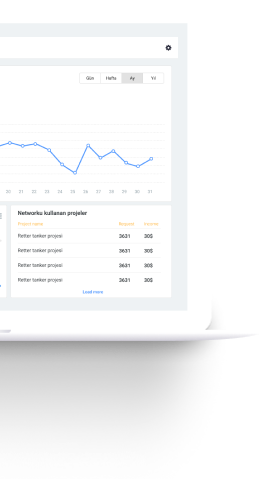 Gün Hafta Ay Yıl
20 21 22 23 24 25 26 27 28 29 30 31
Networku kullanan projeler
Project name Request Income
Retter tanker projesi 3631 30$
Retter tanker projesi 3631 30$
Retter tanker projesi 3631 30$
Retter tanker projesi 3631 30$
Load more